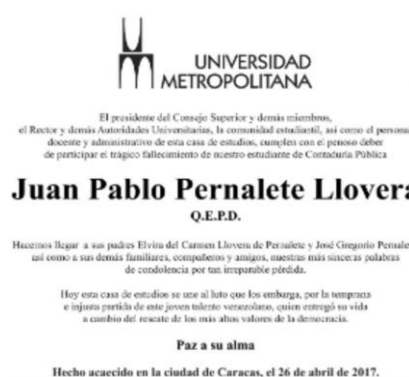 UNIVERSIDAD
METROPOLITANA
El presidente del Consejo Superior y demás miembros,
el Rector y demás Autoridades Universitarias, la comunidad estudiantil, así como el persona
docente y administrativo de esta casa de estudios, cumplen con el penoso deber
de participar el trágico fallecimiento de nuestro estudiante de Contaduría Pública
Juan Pablo Pernalete Llovera
Q.E.P.D.
Hacemos llegar a sus padres Elvira del Carmen Llovera de Pernalete y José Gregorio Pernale
así como a sus demás familiares, compañeros y amigos, nuestras más sinceras palabras
de condolencia por tan irreparable pérdida.
Hoy esta casa de estudios se une al luto que los embarga, por la temprana
e injusta partida de este joven talento venezolano, quien entregó su vida
a cambio del rescate de los más altos valores de la democracia.
Paz a su alma
Hecho acaecido en la ciudad de Caracas, el 26 de abril de 2017.